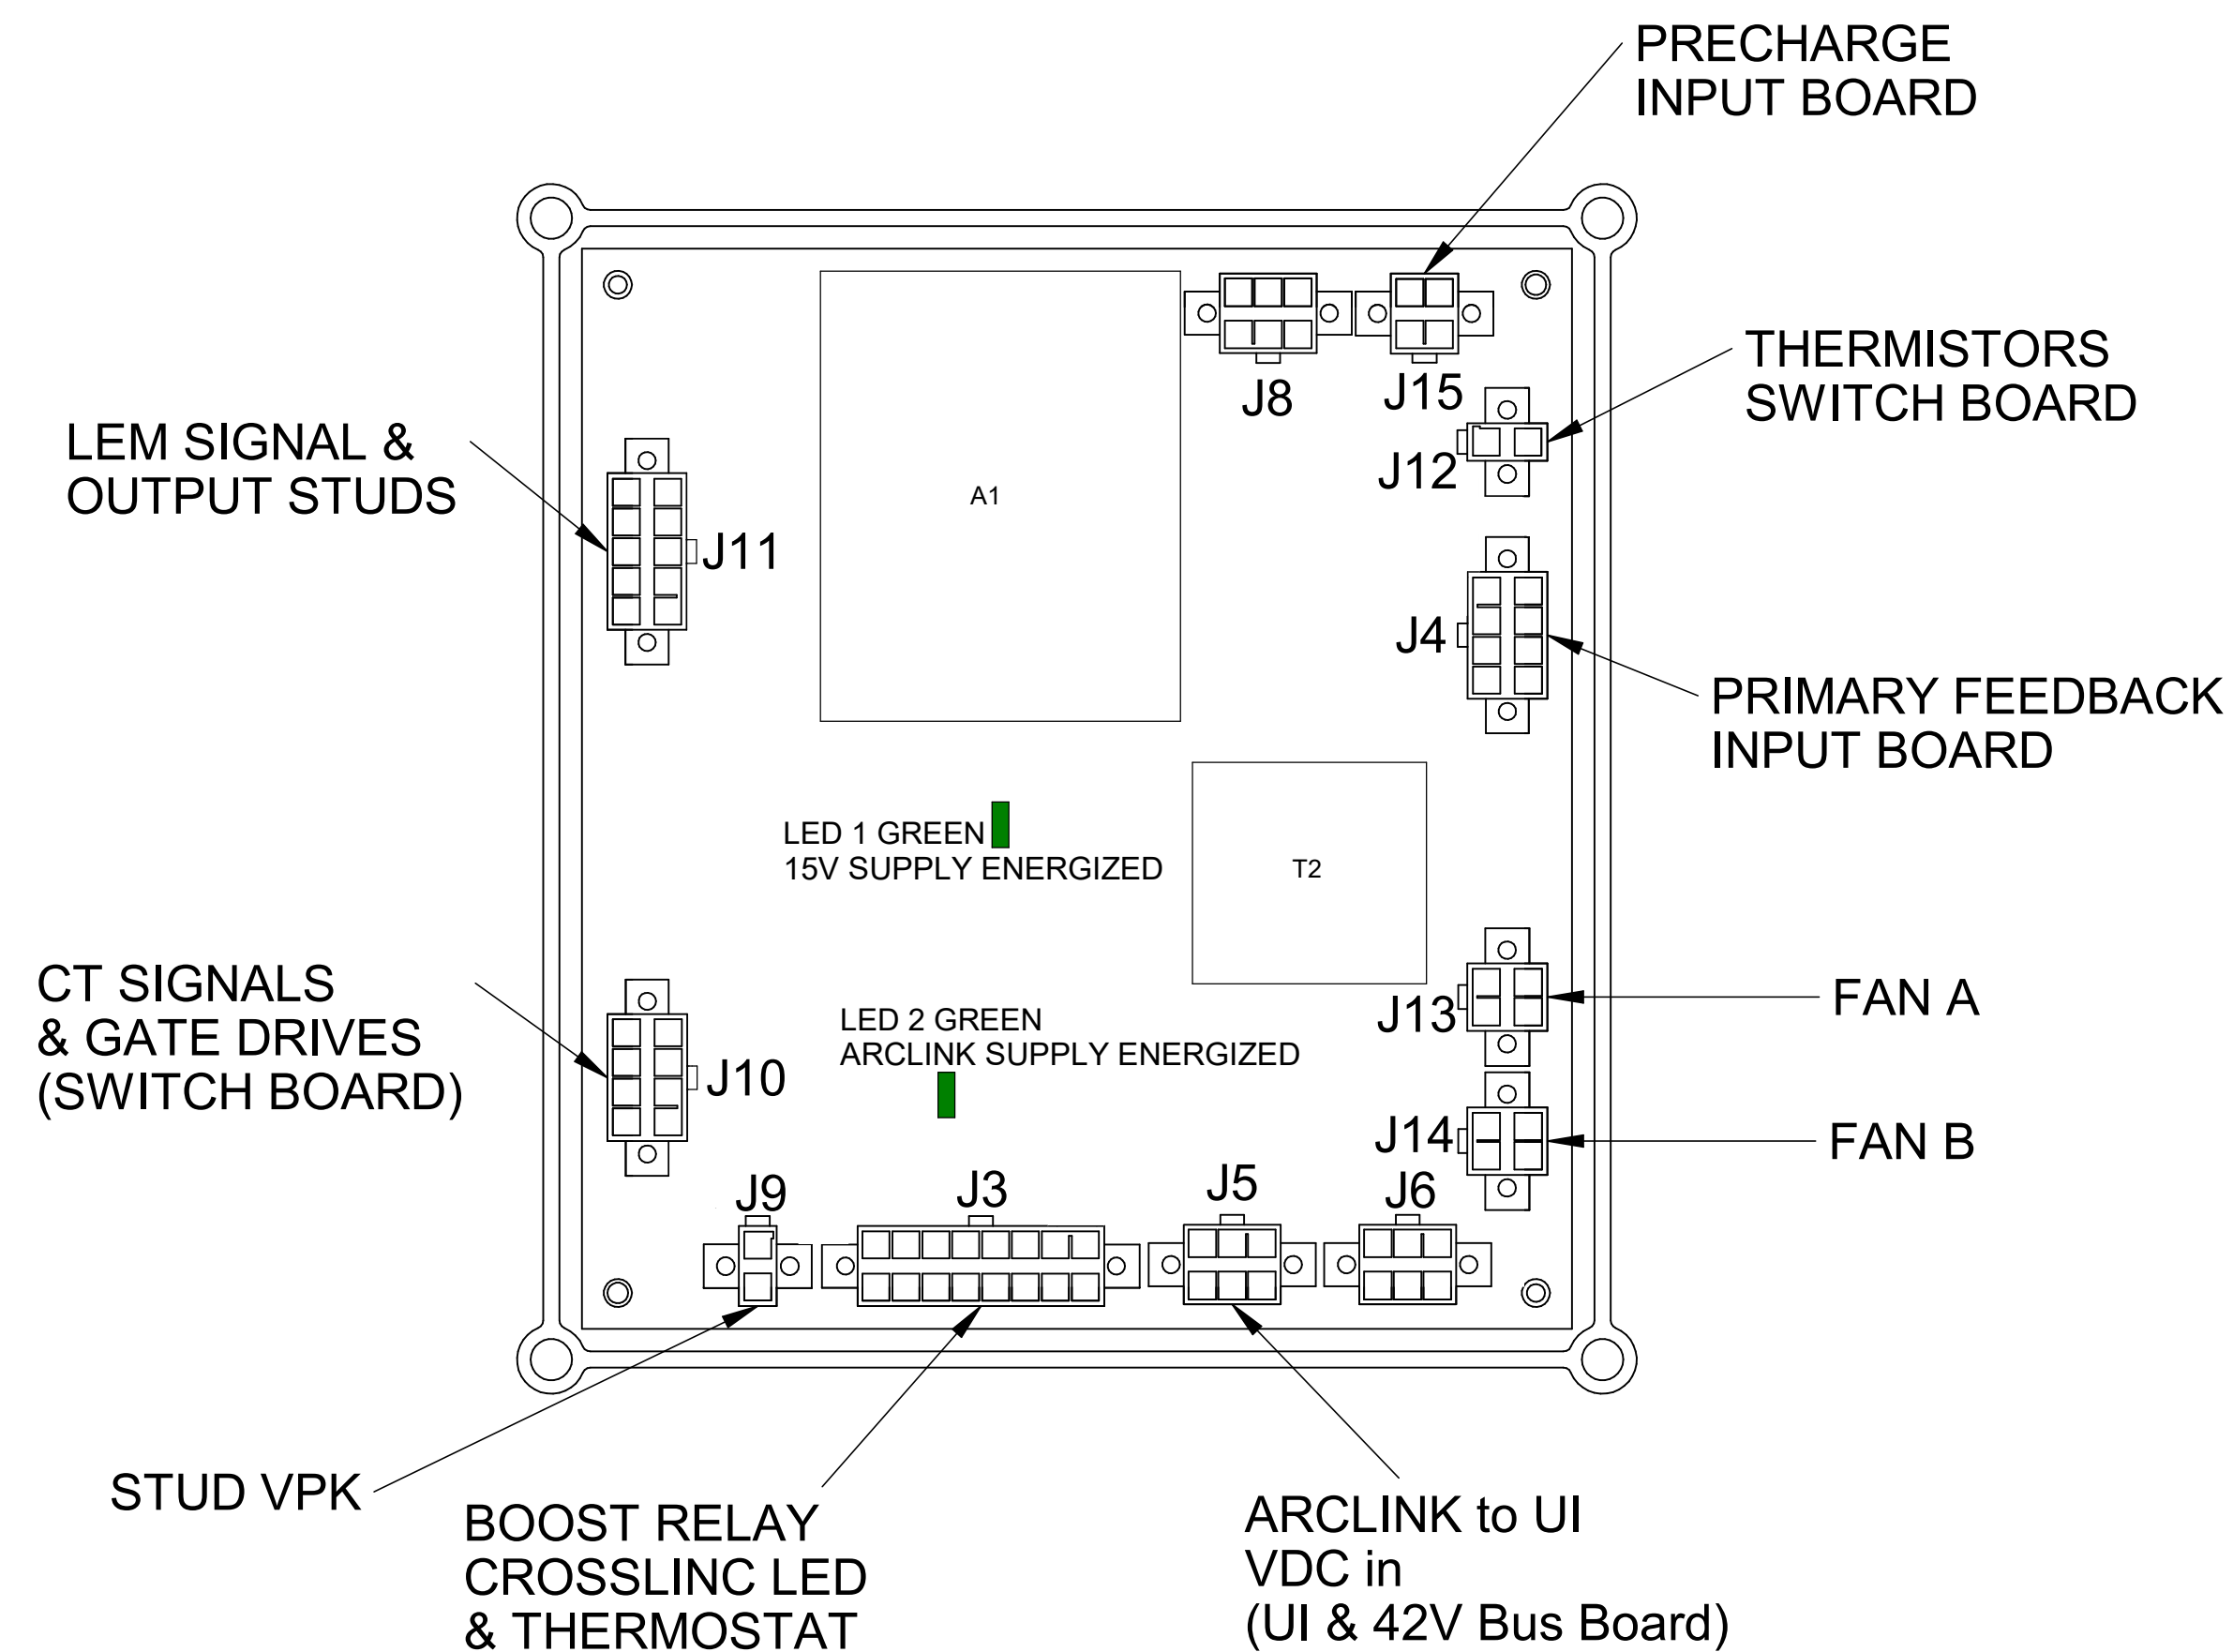 PRECHARGE
INPUT BOARD
THERMISTORS
SWITCH BOARD
J8
J15
LEM SIGNAL &
OUTPUT STUDS
J12
A1
J11
J4
PRIMARY FEEDBACK
INPUT BOARD
LED 1 GREEN
15V SUPPLY ENERGIZED
T2
CT SIGNALS
& GATE DRIVES
(SWITCH BOARD)
J13
FAN A
LED 2 GREEN
ARCLINK SUPPLY ENERGIZED
J10
J14
FAN B
J9
J3
J5
J6
STUD VPK
BOOST RELAY
CROSSLINC LED
& THERMOSTAT
ARCLINK to UI
VDC in
(UI & 42V Bus Board)